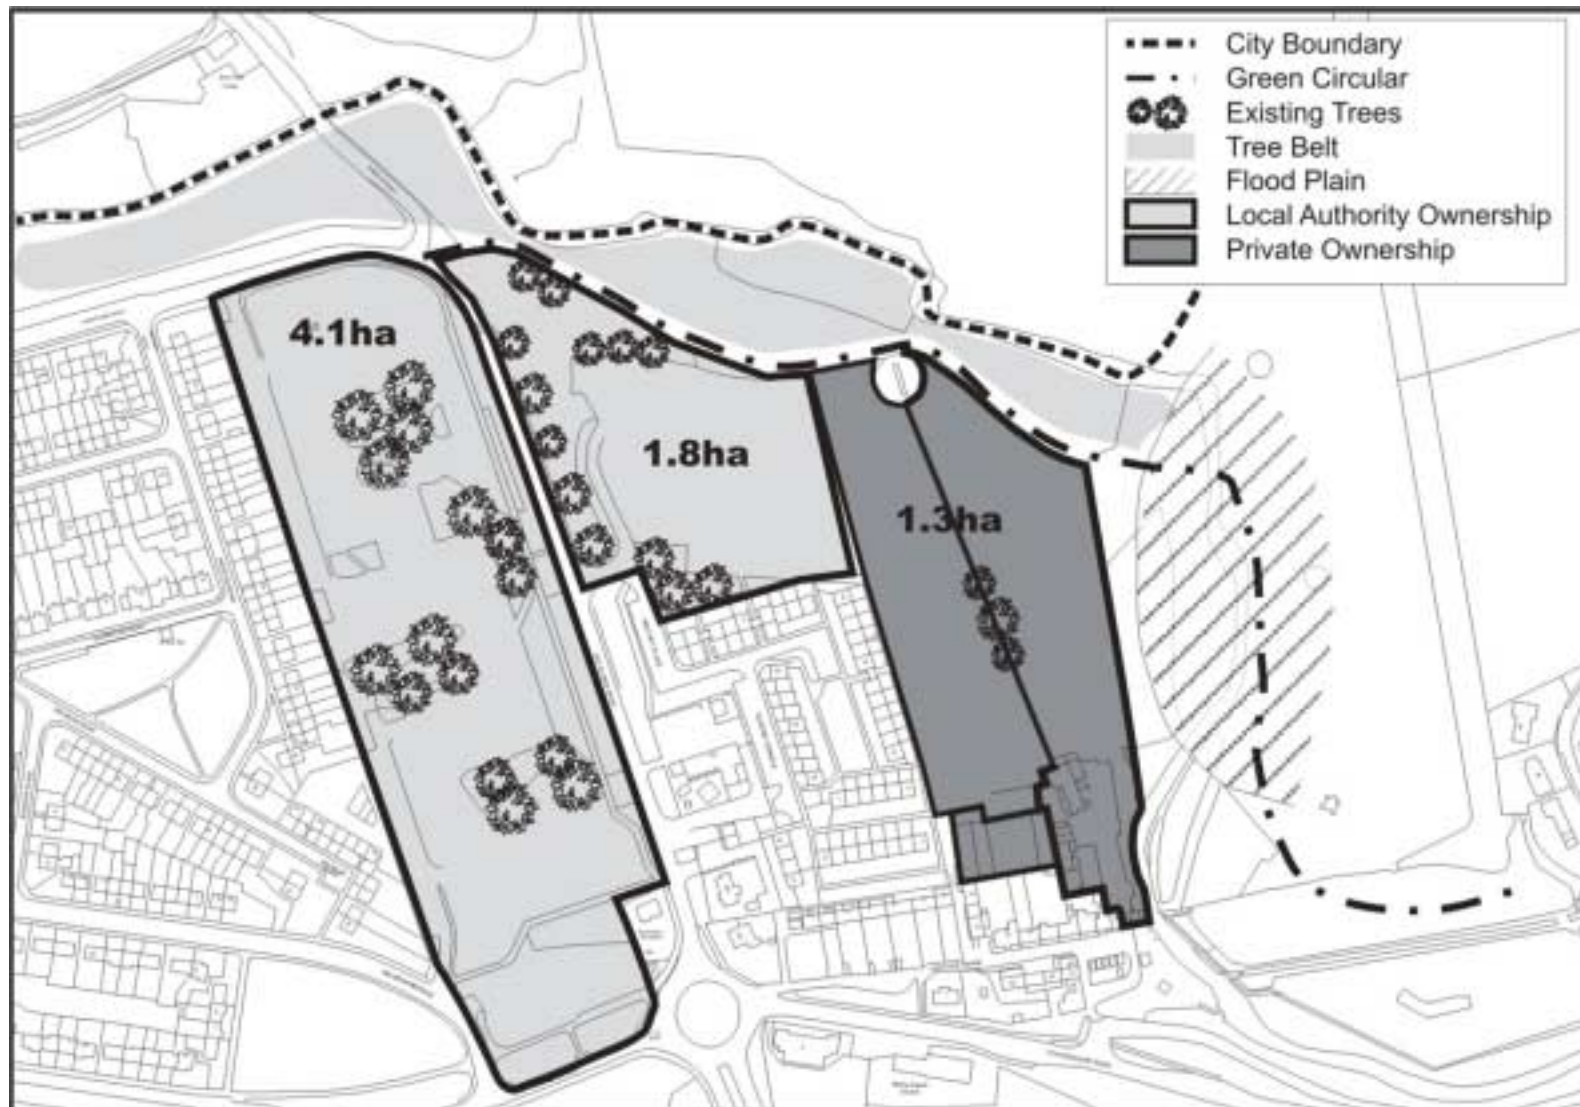 City Boundary
Green Circular
Existing Trees
Tree Belt
Flood Plain
Local Authority Ownership
Private Ownership
4.1ha
1.8ha
1.3ha